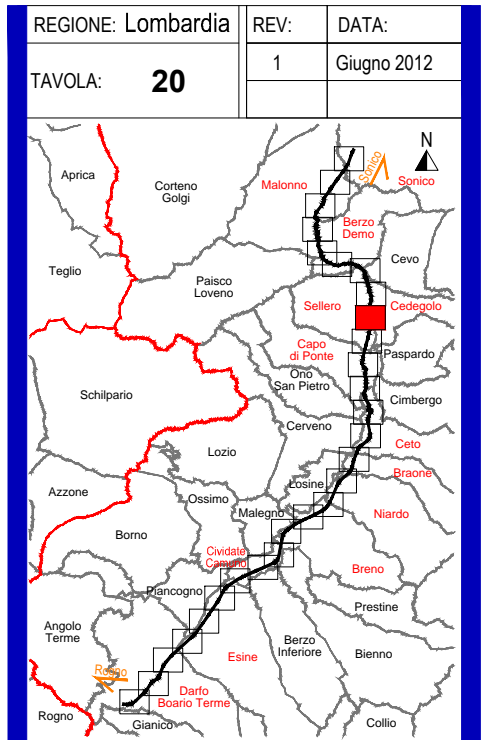 REGIONE: Lombardia
REV:
DATA:
TAVOLA: 20
1
Giugno 2012
N
Sonico
Aprica
Corteno
Golgi
Malonno
Sonico
Berzo
Demo
Cevo
Teglio
Paisco
Loveno
Sellero
Cedegolo
Capo
di Ponte
Paspardo
Ono
San Pietro
Schilpario
Cimbergo
Cerveno
Ceto
Lozio
Braone
Azzone
Losine
Ossimo
Malegno
Niardo
Borno
Cividate
Camuno
Breno
Piancogno
Prestine
Angolo
Terme
Berzo
Inferiore
Bienno
Esine
Rogno
Darfo
Boario Terme
Rogno
Gianico
Collio